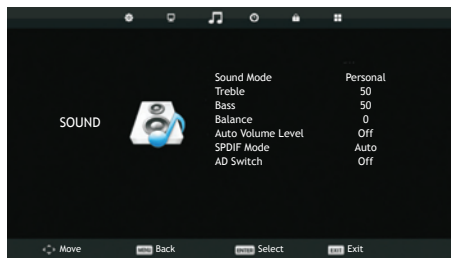 Sound Mode Personal
Treble 50
Bass 50
SOUND
Balance 0
Auto Volume Level Off
SPDIF Mode Auto
AD Switch Off
Move MENU Back ENTER Select EXIT Exit